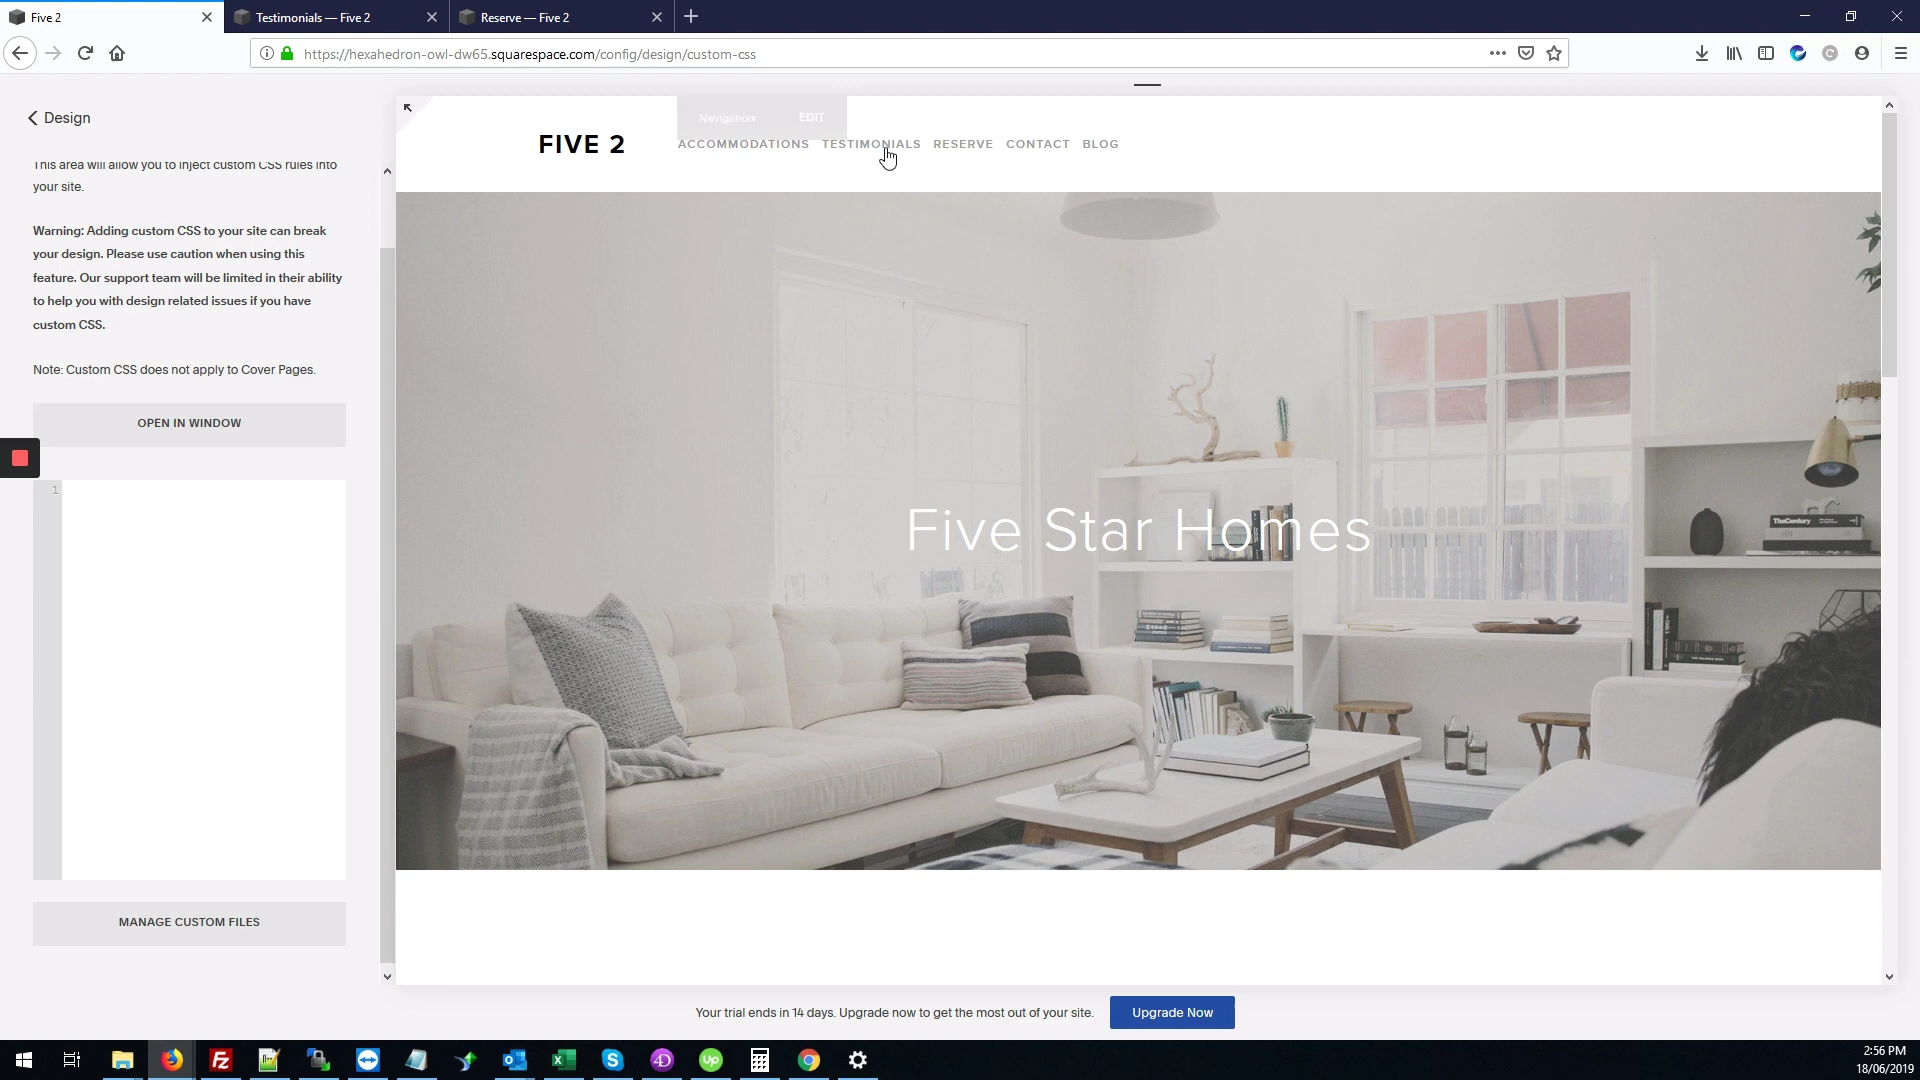 Five 2
Testimonials — Five 2
Reserve — Five 2
https://hexahedron-owl-dw65.squarespace.com/config/design/custom-css
Design
This area will allow you to inject custom CSS rules into
your site.
Warning: Adding custom CSS to your site can break
your design. Please use caution when using this
feature. Our support team will be limited in their ability
to help you with design related issues if you have
custom CSS.
Note: Custom CSS does not apply to Cover Pages.
OPEN IN WINDOW
1
MANAGE CUSTOM FILES
Navigation EDIT
FIVE 2
ACCOMMODATIONS TESTIMONIALS RESERVE CONTACT BLOG
TheCentury
Five Star Homes
Your trial ends in 14 days. Upgrade now to get the most out of your site.
Upgrade Now
2:56 PM
18/06/2019